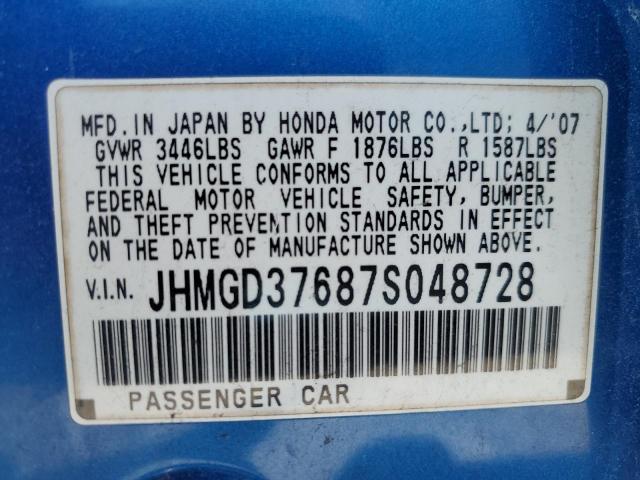 MFD.IN JAPAN BY HONDA MOTOR CO.,LTD; 4/'07
GVWR 3446LBS GAWR F 1876LBS R 1587LBS
THIS VEHICLE CONFORMS TO ALL APPLICABLE
FEDERAL MOTOR VEHICLE SAFETY, BUMPER,
AND THEFT PREVENTION STANDARDS IN EFFECT
ON THE DATE OF MANUFACTURE SHOWN ABOVE.
V.I.N. JHMGD37687S048728
PASSENGER CAR